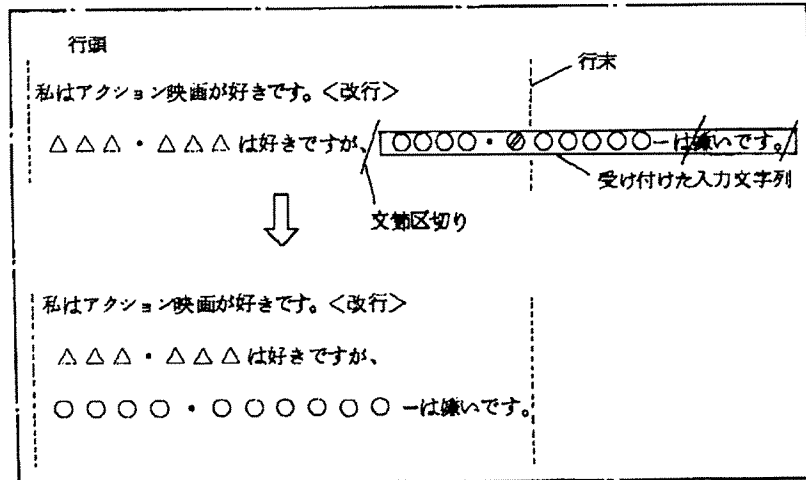 行頭
行末
私はアクション映画が好きです。<改行>
△△△・△△△は好きですが、○○○○・○○○○○○ーは嫌いです。
受け付けた入力文字列
文節区切り
私はアクション映画が好きです。<改行>
△△△・△△△は好きですが、
○○○○・○○○○○○ーは嫌いです。